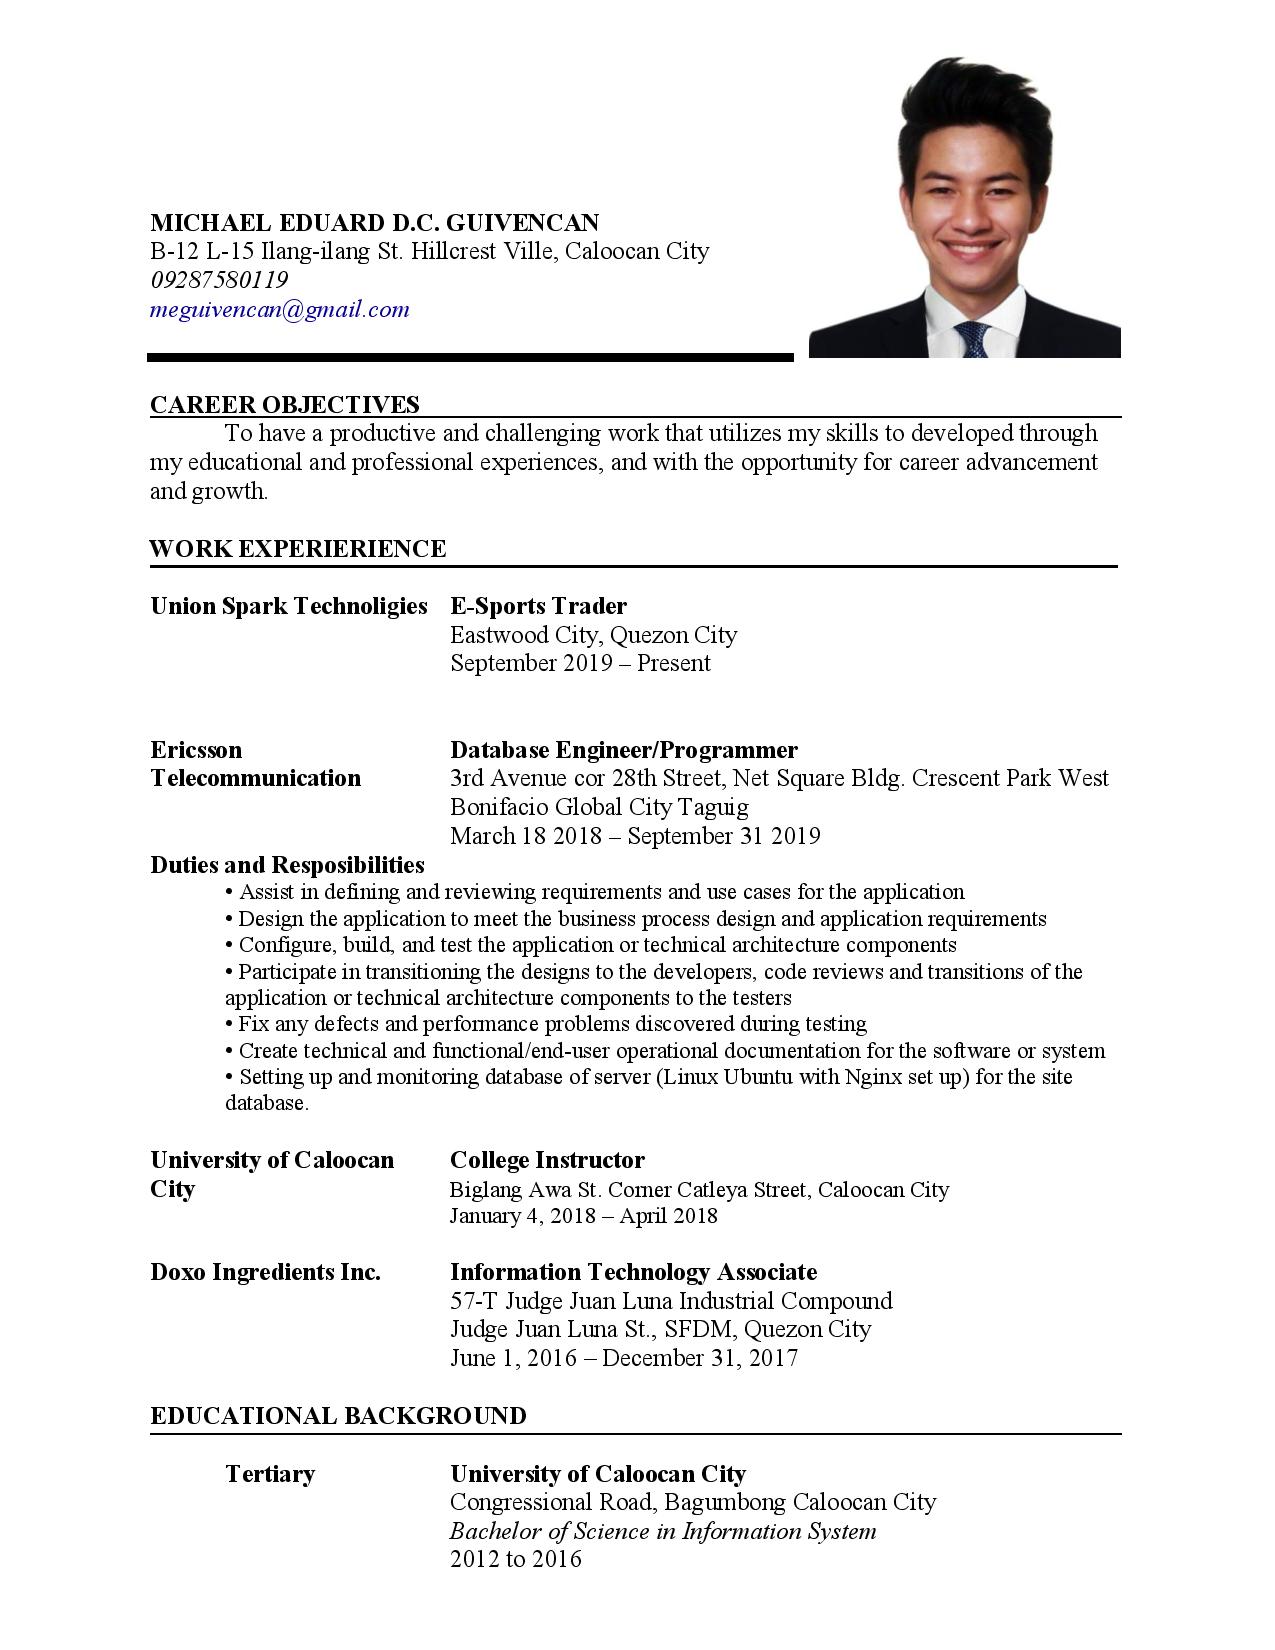 MICHAEL EDUARD D.C. GUIVENCAN
B-12 L-15 Ilang-ilang St. Hillcrest Ville, Caloocan City
09287580119
meguivencan@gmail.com
CAREER OBJECTIVES
To have a productive and challenging work that utilizes my skills to developed through
my educational and professional experiences, and with the opportunity for career advancement
and growth.
WORK EXPERIERIENCE
Union Spark Technoligies E-Sports Trader
Eastwood City, Quezon City
September 2019 – Present
Ericsson Database Engineer/Programmer
Telecommunication 3rd Avenue cor 28th Street, Net Square Bldg. Crescent Park West
Bonifacio Global City Taguig
March 18 2018 – September 31 2019
Duties and Resposibilities
• Assist in defining and reviewing requirements and use cases for the application
• Design the application to meet the business process design and application requirements
• Configure, build, and test the application or technical architecture components
• Participate in transitioning the designs to the developers, code reviews and transitions of the
application or technical architecture components to the testers
• Fix any defects and performance problems discovered during testing
• Create technical and functional/end-user operational documentation for the software or system
• Setting up and monitoring database of server (Linux Ubuntu with Nginx set up) for the site
database.
University of Caloocan College Instructor
City Biglang Awa St. Corner Catleya Street, Caloocan City
January 4, 2018 – April 2018
Doxo Ingredients Inc. Information Technology Associate
57-T Judge Juan Luna Industrial Compound
Judge Juan Luna St., SFDM, Quezon City
June 1, 2016 – December 31, 2017
EDUCATIONAL BACKGROUND
Tertiary University of Caloocan City
Congressional Road, Bagumbong Caloocan City
Bachelor of Science in Information System
2012 to 2016